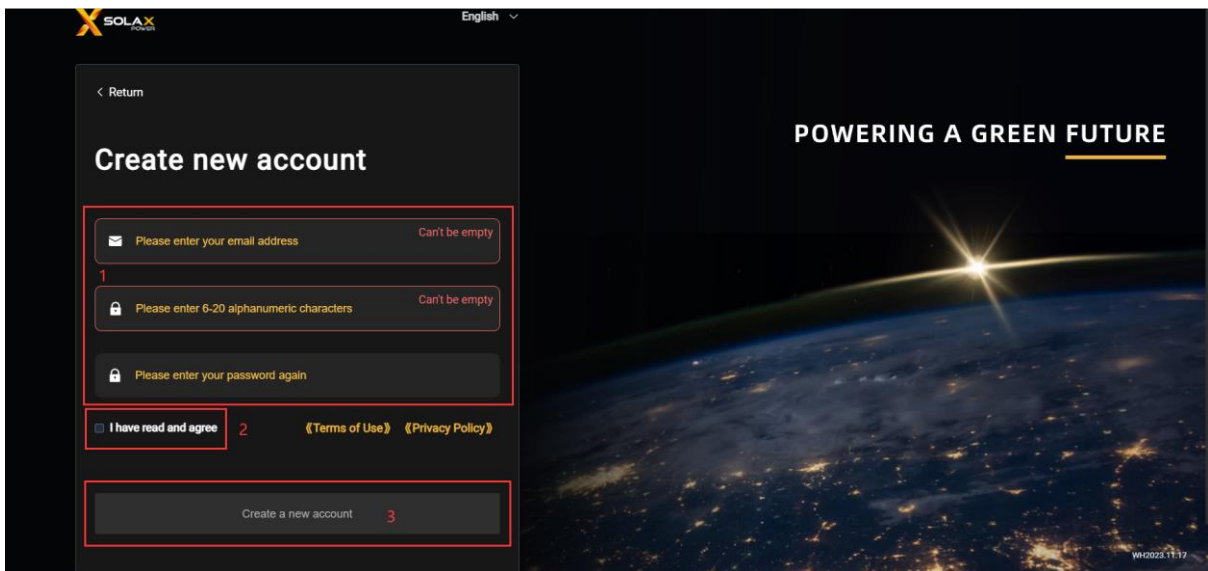 SOLAX
POWER
English
< Return
POWERING A GREEN FUTURE
Create new account
Can't be empty
Please enter your email address
1
Can't be empty
Please enter 6-20 alphanumeric characters
Please enter your password again
I have read and agree 2 《Terms of Use》 《Privacy Policy》
Create a new account 3
WH2023.11.17